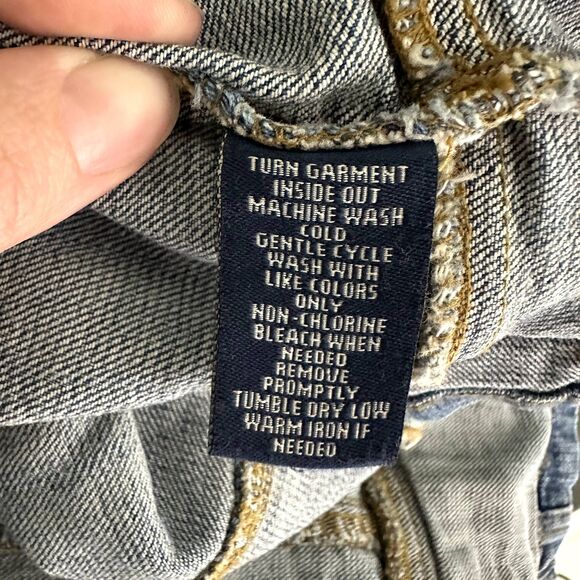 TURN GARMENT
INSIDE OUT
MACHINE WASH
COLD
GENTLE CYCLE
WASH WITH
LIKE COLORS
ONLY
NON-CHLORINE
BLEACH WHEN
NEEDED
REMOVE
PROMPTLY
TUMBLE DRY LOW
WARM IRON IF
NEEDED